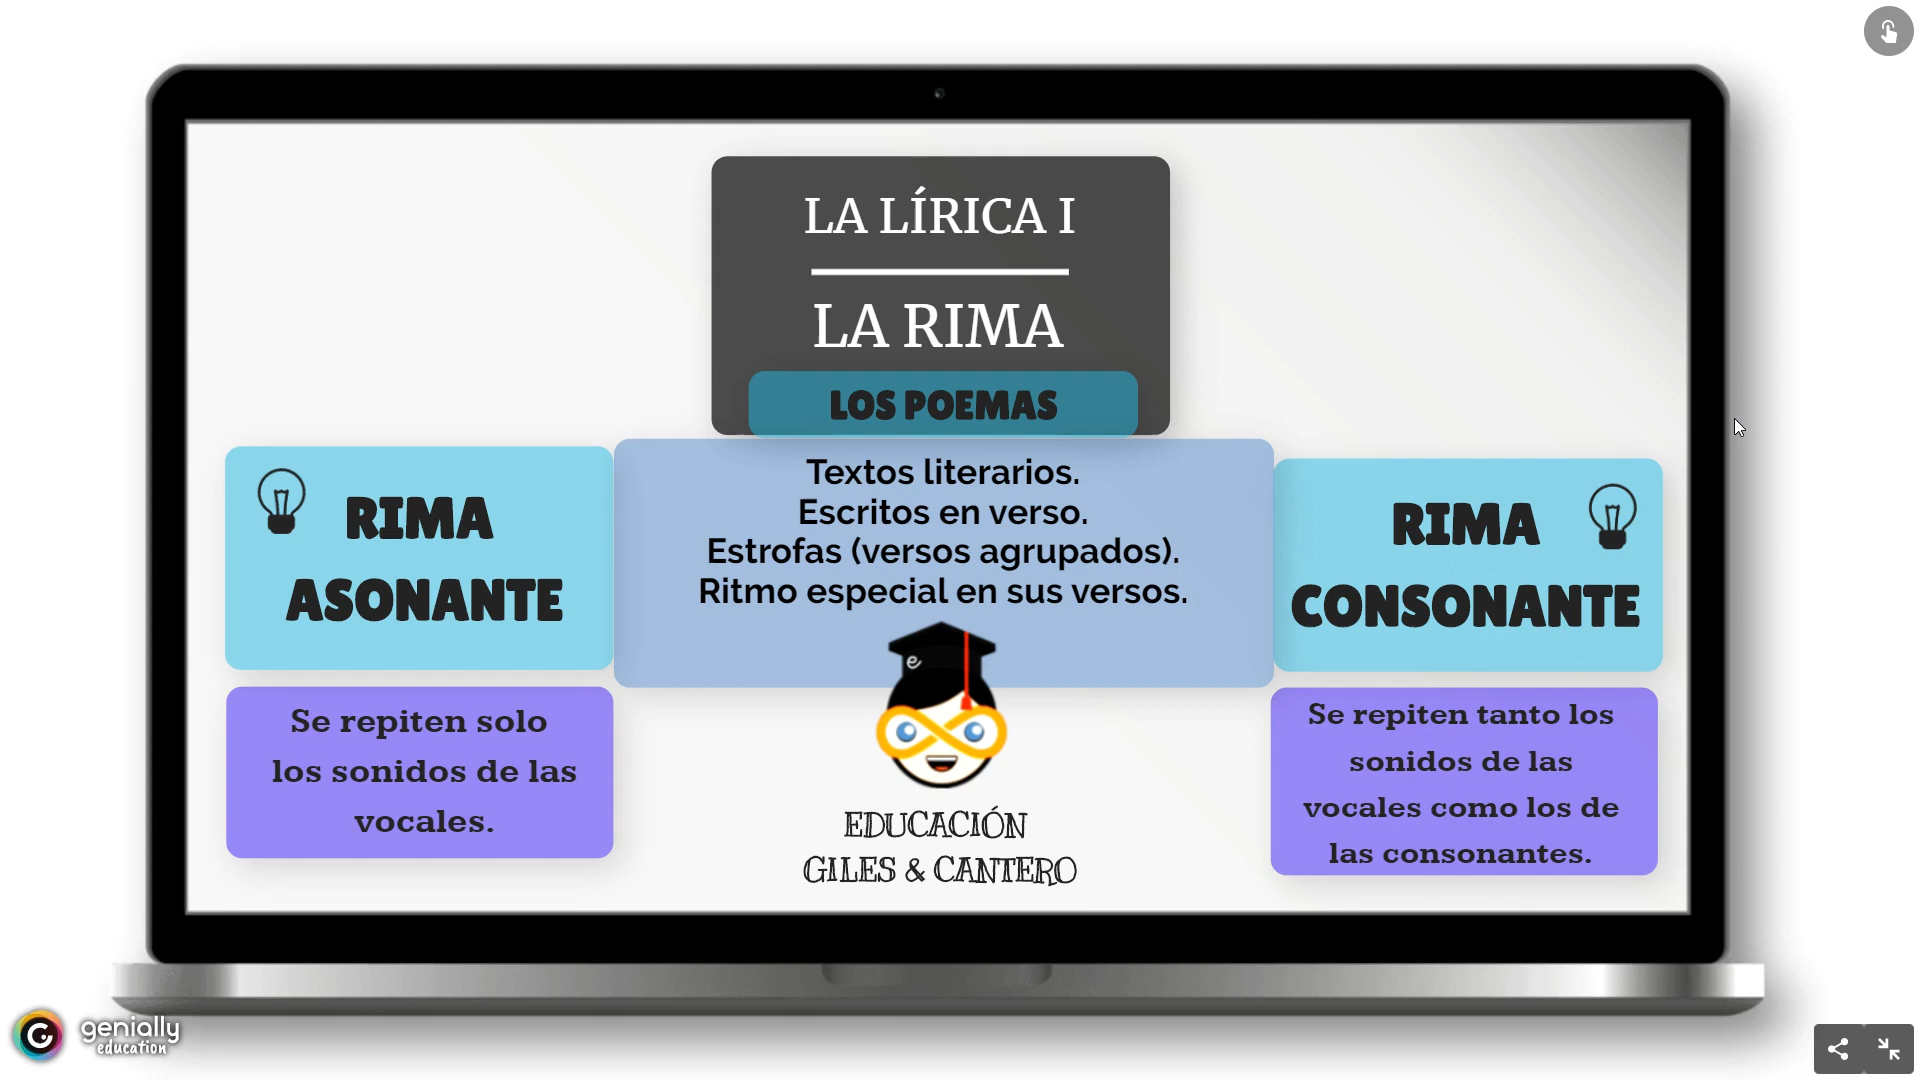 LA LÍRICA I
LA RIMA
LOS POEMAS
Textos literarios.
Escritos en verso.
Estrofas (versos agrupados).
Ritmo especial en sus versos.
RIMA
ASONANTE
Se repiten solo
los sonidos de las
vocales.
RIMA
CONSONANTE
Se repiten tanto los
sonidos de las
vocales como los de
las consonantes.
e
EDUCACIÓN
GILES & CANTERO
genially
education